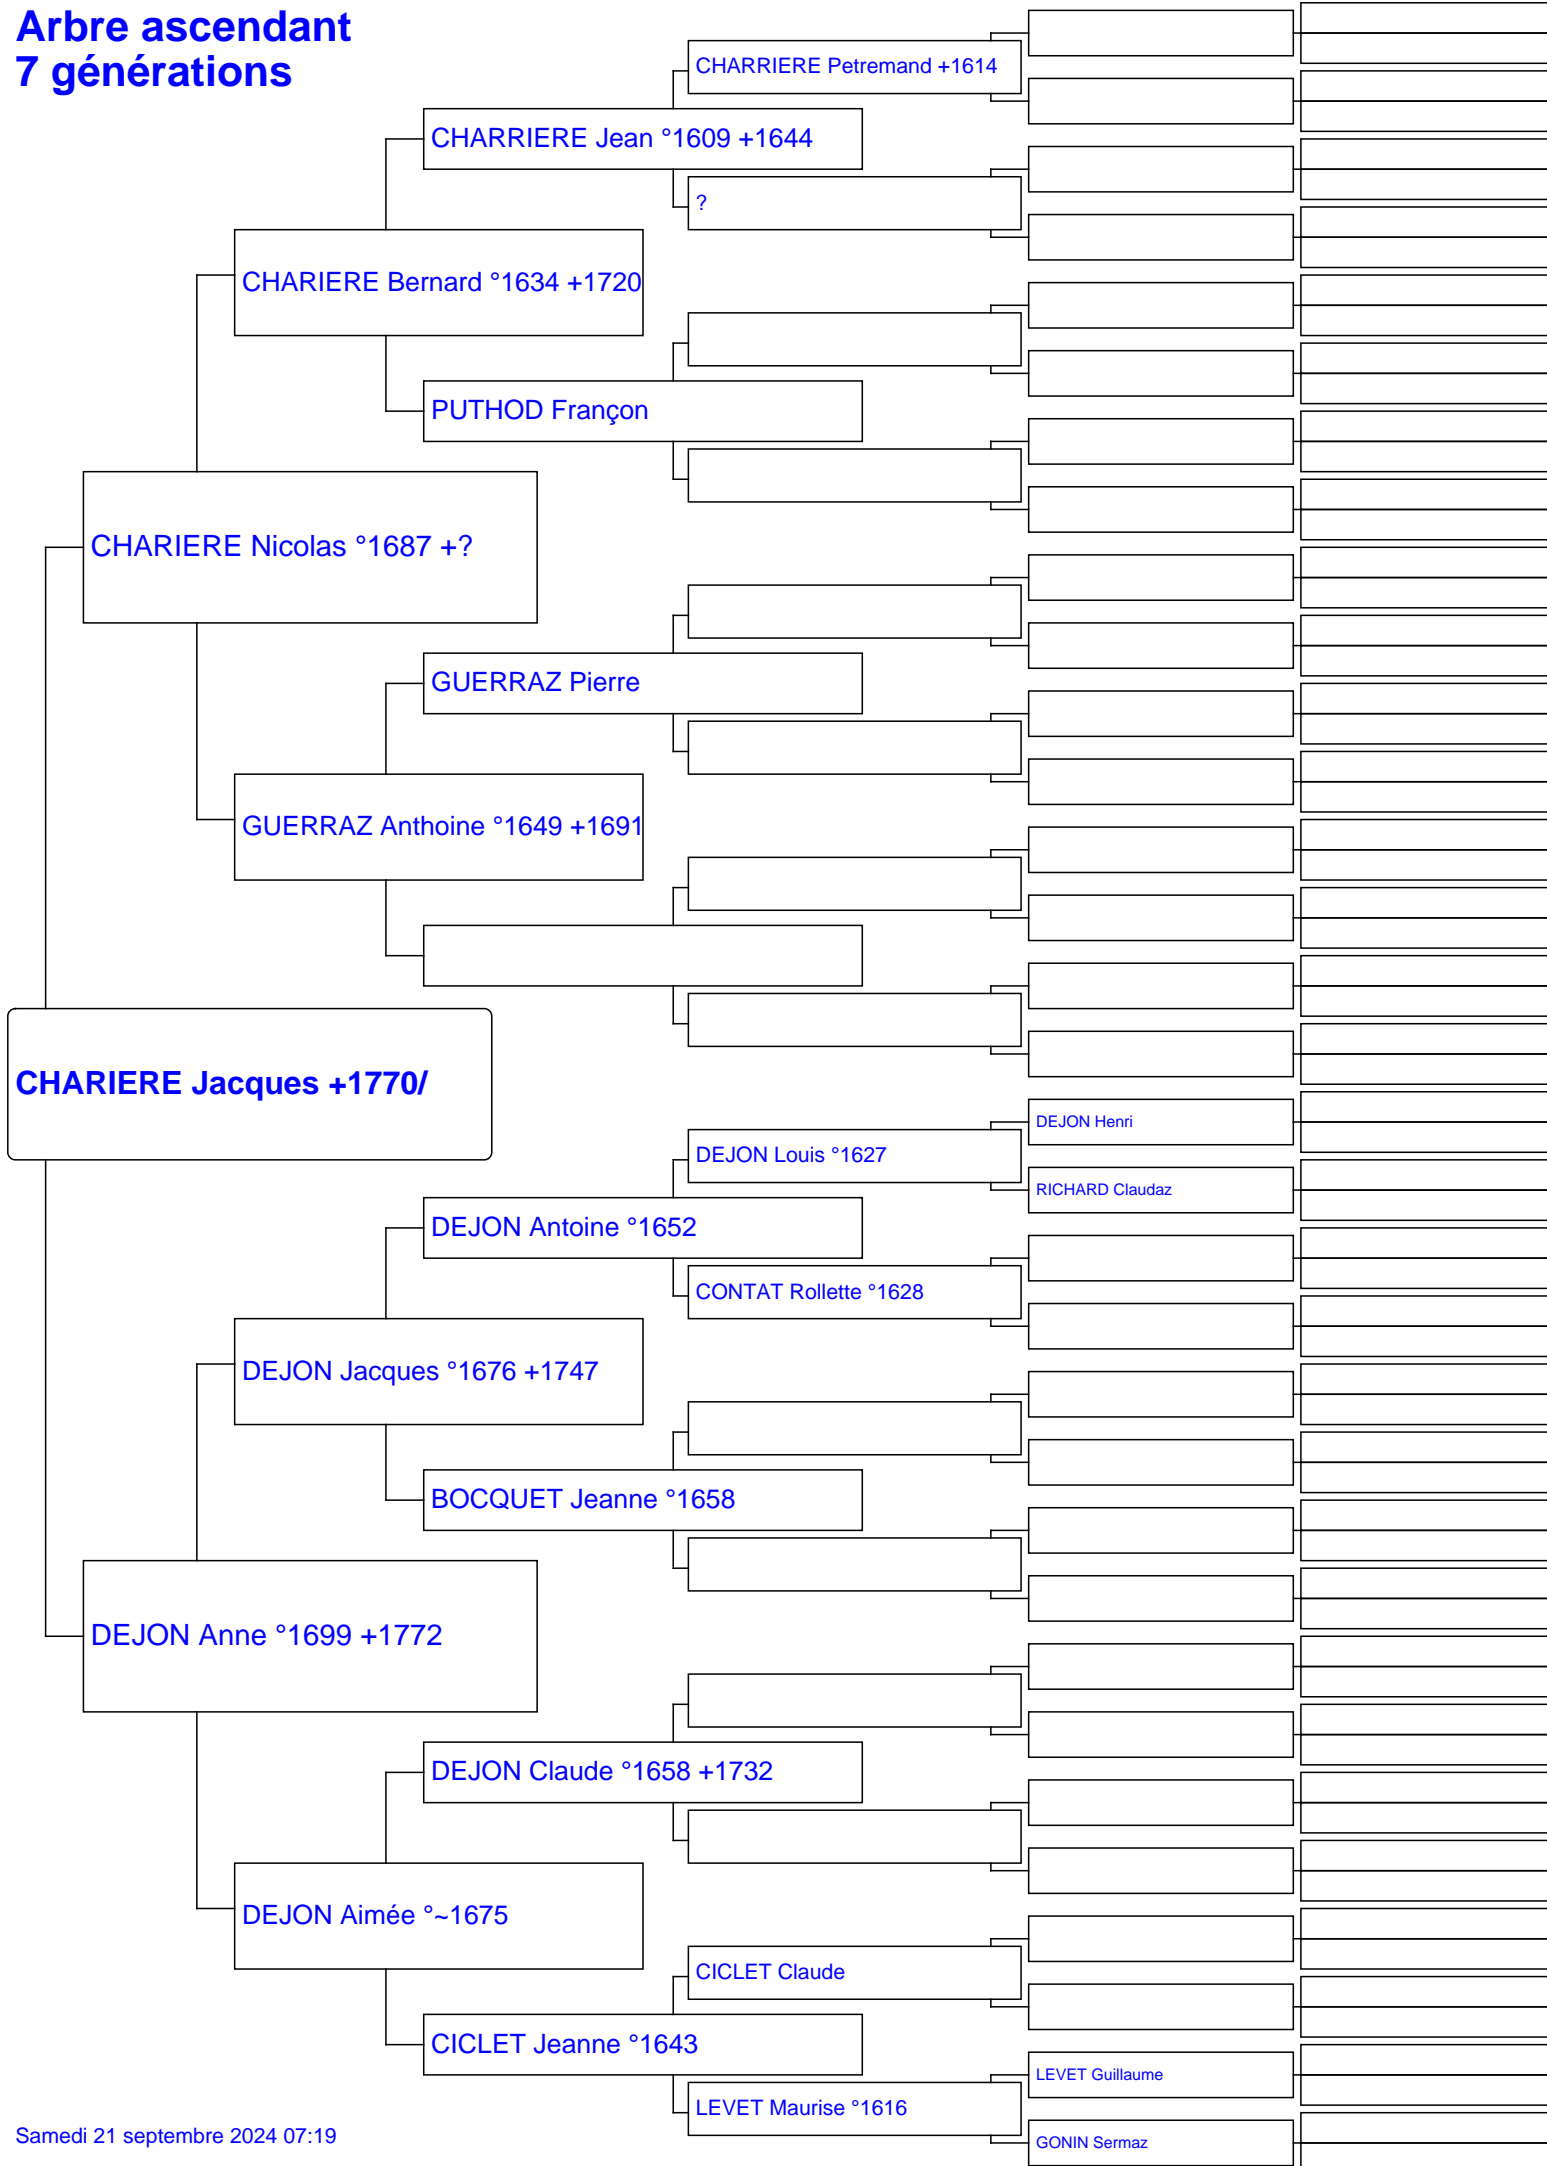 Arbre ascendant
7 générations
CHARRIERE Petremand +1614
CHARRIERE Jean °1609 +1644
?
CHARIERE Bernard °1634 +1720
PUTHOD Françon
CHARIERE Nicolas °1687 +?
GUERRAZ Pierre
GUERRAZ Anthoine °1649 +1691
CHARIERE Jacques +1770/
DEJON Henri
DEJON Louis °1627
RICHARD Claudaz
DEJON Antoine °1652
CONTAT Rollette °1628
DEJON Jacques °1676 +1747
BOCQUET Jeanne °1658
DEJON Anne °1699 +1772
DEJON Claude °1658 +1732
DEJON Aimée °~1675
CICLET Claude
CICLET Jeanne °1643
LEVET Guillaume
LEVET Maurise °1616
GONIN Sermaz
Samedi 21 septembre 2024 07:19